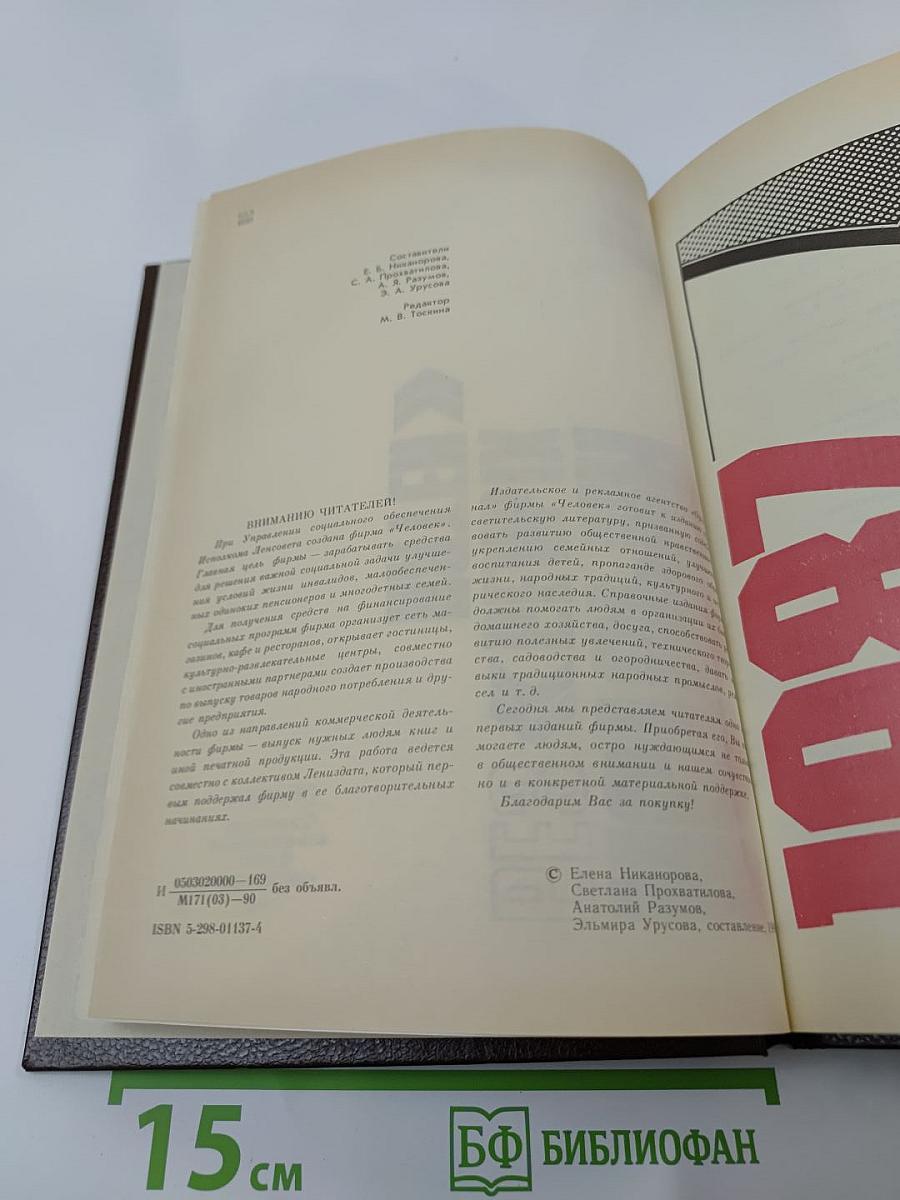 Составители
Е. Б. Никанорова,
С. А. Прохватилова,
А. Я. Разумов,
Э. А. Урусова
Редактор
М. В. Тоскина
ВНИМАНИЮ ЧИТАТЕЛЕЙ!
При Управлении социального обеспечения
Исполкома Ленсовета создана фирма «Человек».
Главная цель фирмы — зарабатывать средства
для решения важной социальной задачи улучше-
ния условий жизни инвалидов, малообеспечен-
ных одиноких пенсионеров и многодетных семей.
Для получения средств на финансирование
социальных программ фирма организует сеть ма-
газинов, кафе и ресторанов, открывает гостиницы,
культурно-развлекательные центры, совместно
с иностранными партнерами создает производства
по выпуску товаров народного потребления и дру-
гие предприятия.
Одно из направлений коммерческой деятель-
ности фирмы — выпуск нужных людям книг и
иной печатной продукции. Эта работа ведется
совместно с коллективом Лениздата, который пер-
вым поддержал фирму в ее благотворительных
начинаниях.
Издательское и рекламное агентство
нал» фирмы «Человек» готовит к изданию
светительскую литературу, призванную
вовать развитию общественной
укреплению семейных отношений,
воспитания детей, пропаганде здорового
жизни, народных традиций, культурного и
рического наследия. Справочные издания
должны помогать людям в организации их
домашнего хозяйства, досуга, способствовать
витию полезных увлечений, технического
ства, садоводства и огородничества, давать
выки традиционных народных промыслов,
сел и т. д.
Сегодня мы представляем читателям
первых изданий фирмы. Приобретая его, Вы
могаете людям, остро нуждающимся не
в общественном внимании и нашем
но и в конкретной материальной поддержке.
Благодарим Вас за покупку!
И 0503020000—169
М171(03)—90 без объявл.
ISBN 5-298-01137-4
© Елена Никанорова,
Светлана Прохватилова,
Анатолий Разумов,
Эльмира Урусова, составление,
1087
15 см
БФ БИБЛИОФАН